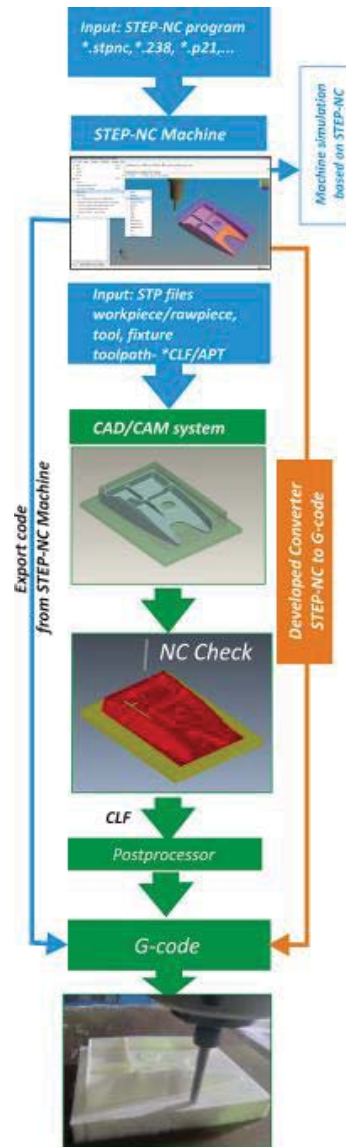 Input: STEP-NC program
*.stpnc,*.238, *.p21,...
STEP-NC Machine
Machine simulation
based on STEP-NC
Input: STP files
workpiece/rawpiece,
tool, fixture
toolpath- *CLF/APT
CAD/CAM system
Export code
from STEP-NC Machine
Developed Converter
STEP-NC to G-code
NC Check
CLF
Postprocessor
G-code